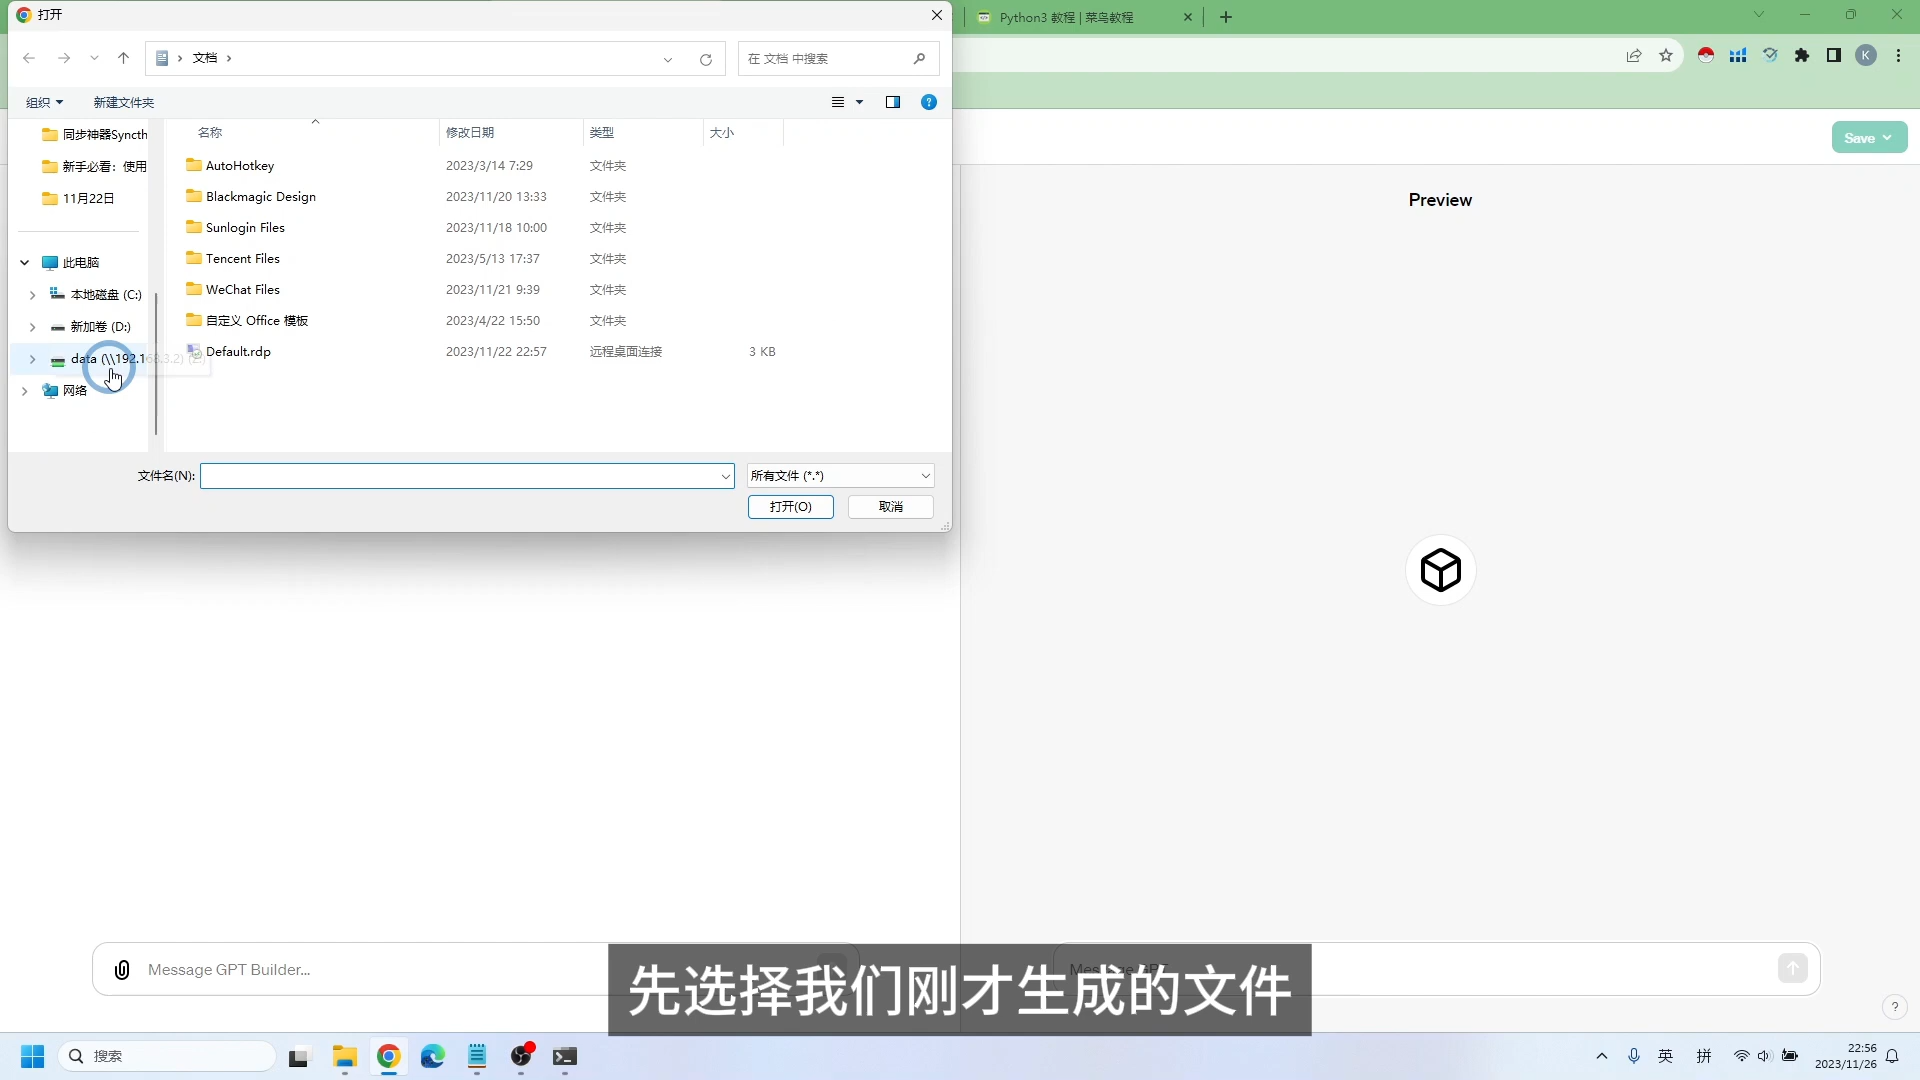 打开
Python3 教程 | 菜鸟教程
文档
在 文档 中搜索
K
组织
新建文件夹
名称
修改日期
类型
大小
Save
同步神器Syncth
新手必看：使用
11月22日
此电脑
本地磁盘 (C:)
新加卷 (D:)
data (\\192.168.3.2) (Z:)
网络
AutoHotkey 2023/3/14 7:29 文件夹
Blackmagic Design 2023/11/20 13:33 文件夹
Sunlogin Files 2023/11/18 10:00 文件夹
Tencent Files 2023/5/13 17:37 文件夹
WeChat Files 2023/11/21 9:39 文件夹
自定义 Office 模板 2023/4/22 15:50 文件夹
Default.rdp 2023/11/22 22:57 远程桌面连接 3 KB
文件名(N):
所有文件 (*.*)
打开(O)
取消
Preview
Message GPT Builder...
Message GPT
先选择我们刚才生成的文件
?
搜索
英
拼
22:56
2023/11/26